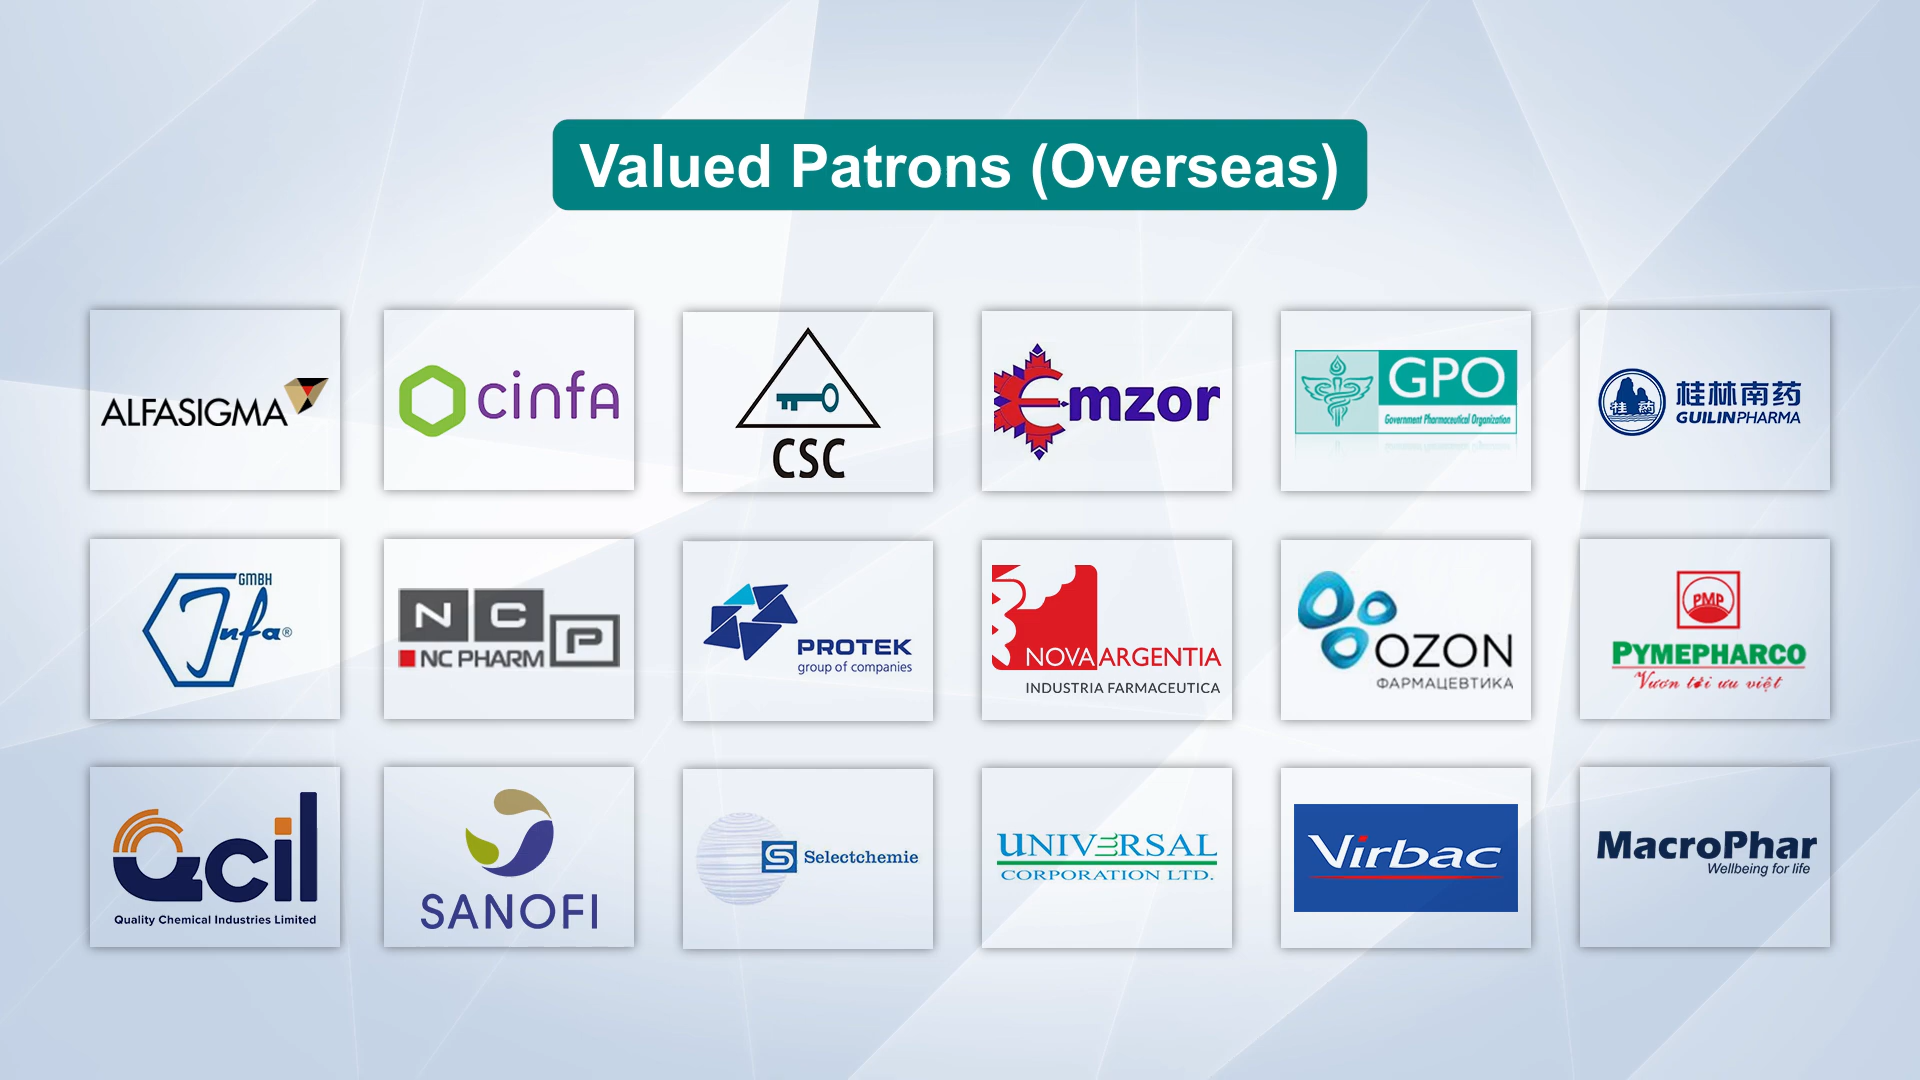 Valued Patrons (Overseas)
ALFASIGMA
cinfa
CSC
Emzor
GPO
Government Pharmaceutical Organization
桂药
桂林南药
GUILINPHARMA
GMBH
Infa®
N C P
NC PHARM
PROTEK
group of companies
NOVA ARGENTIA
INDUSTRIA FARMACEUTICA
OZON
ФАРМАЦЕВТИКА
PMP
PYMEPHARCO
Vươn tới ưu việt
Qcil
Quality Chemical Industries Limited
SANOFI
S Selectchemie
UNIVERSAL
CORPORATION LTD.
Virbac
MacroPhar
Wellbeing for life